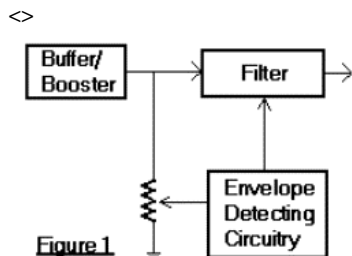 <>
Buffer/
Booster
Filter
Envelope
Detecting
Circuitry
Figure 1